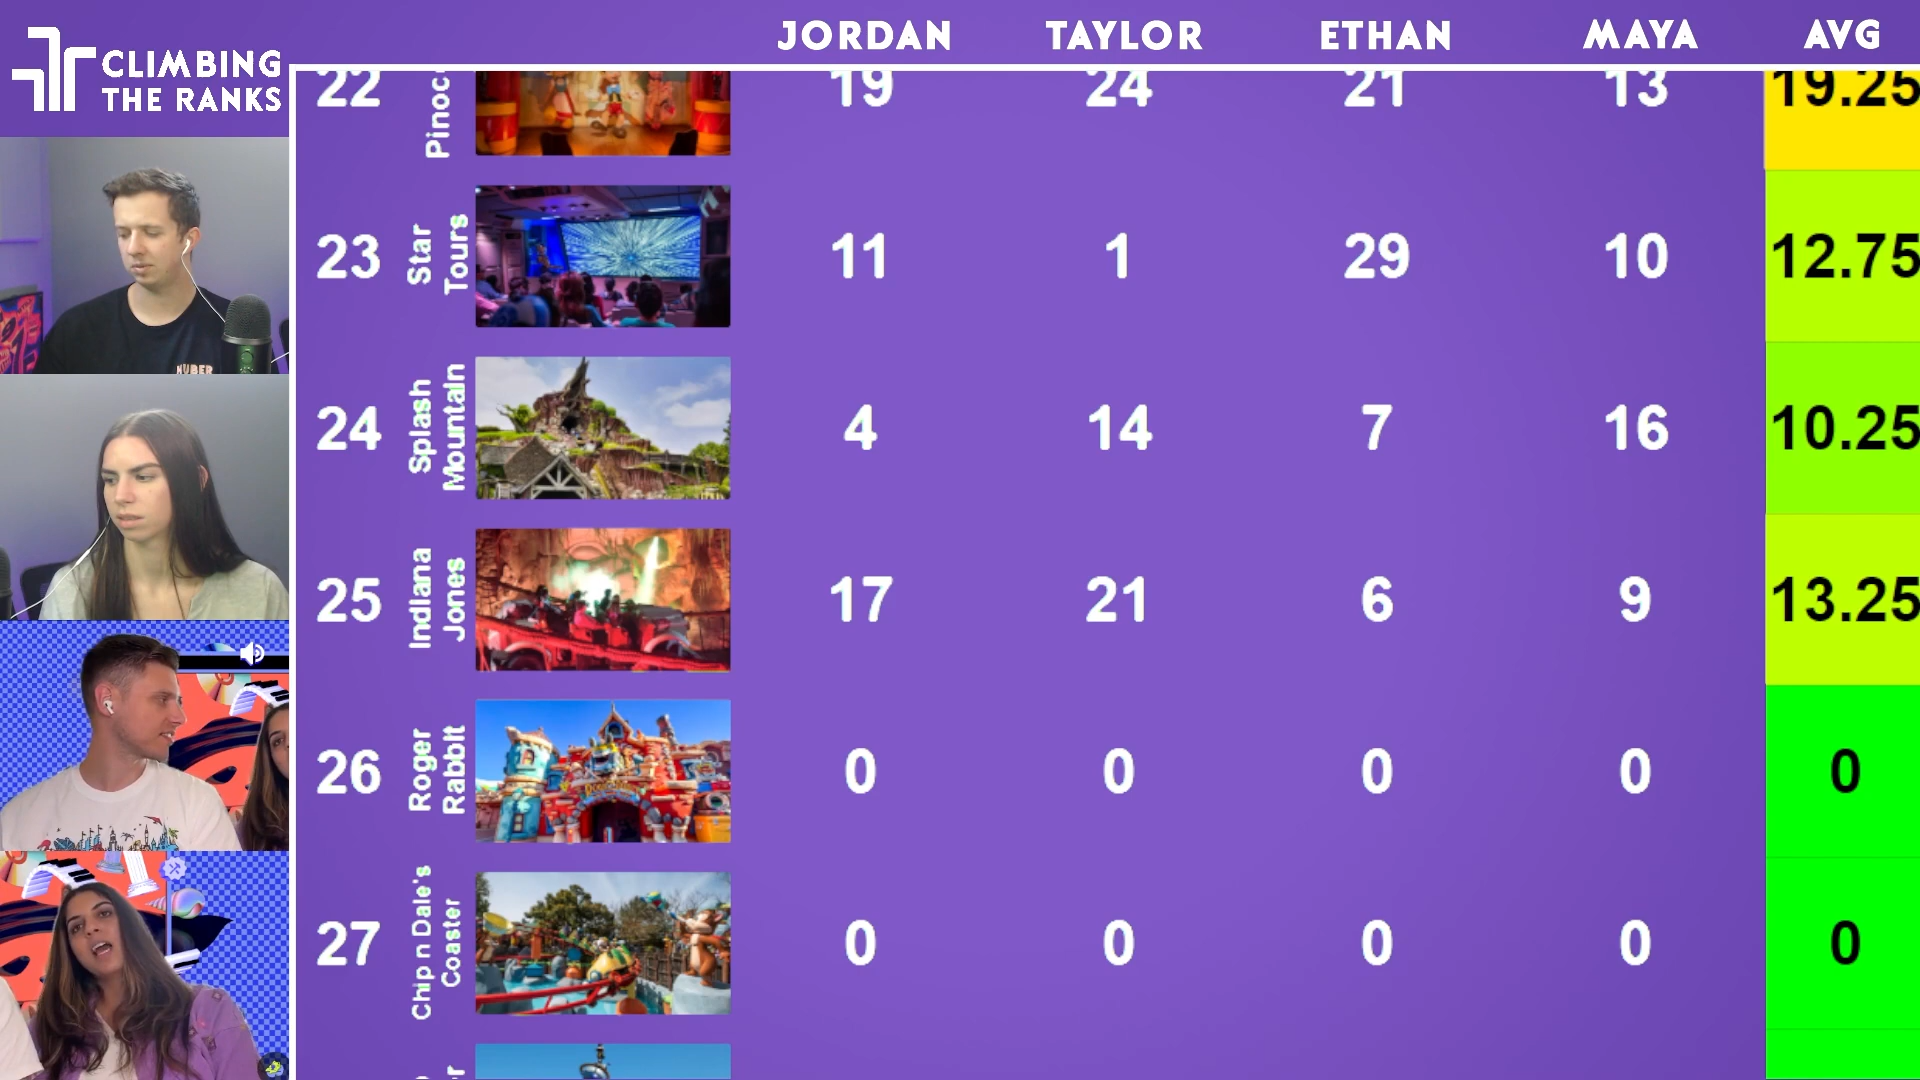 CLIMBING
THE RANKS
JORDAN TAYLOR ETHAN MAYA AVG
22 Pinoc 19 24 21 13 19.25
23 Star
Tours 11 1 29 10 12.75
24 Splash
Mountain 4 14 7 16 10.25
25 Indiana
Jones 17 21 6 9 13.25
26 Roger
Rabbit 0 0 0 0 0
27 Chip n Dale's
Coaster 0 0 0 0 0
HUBER